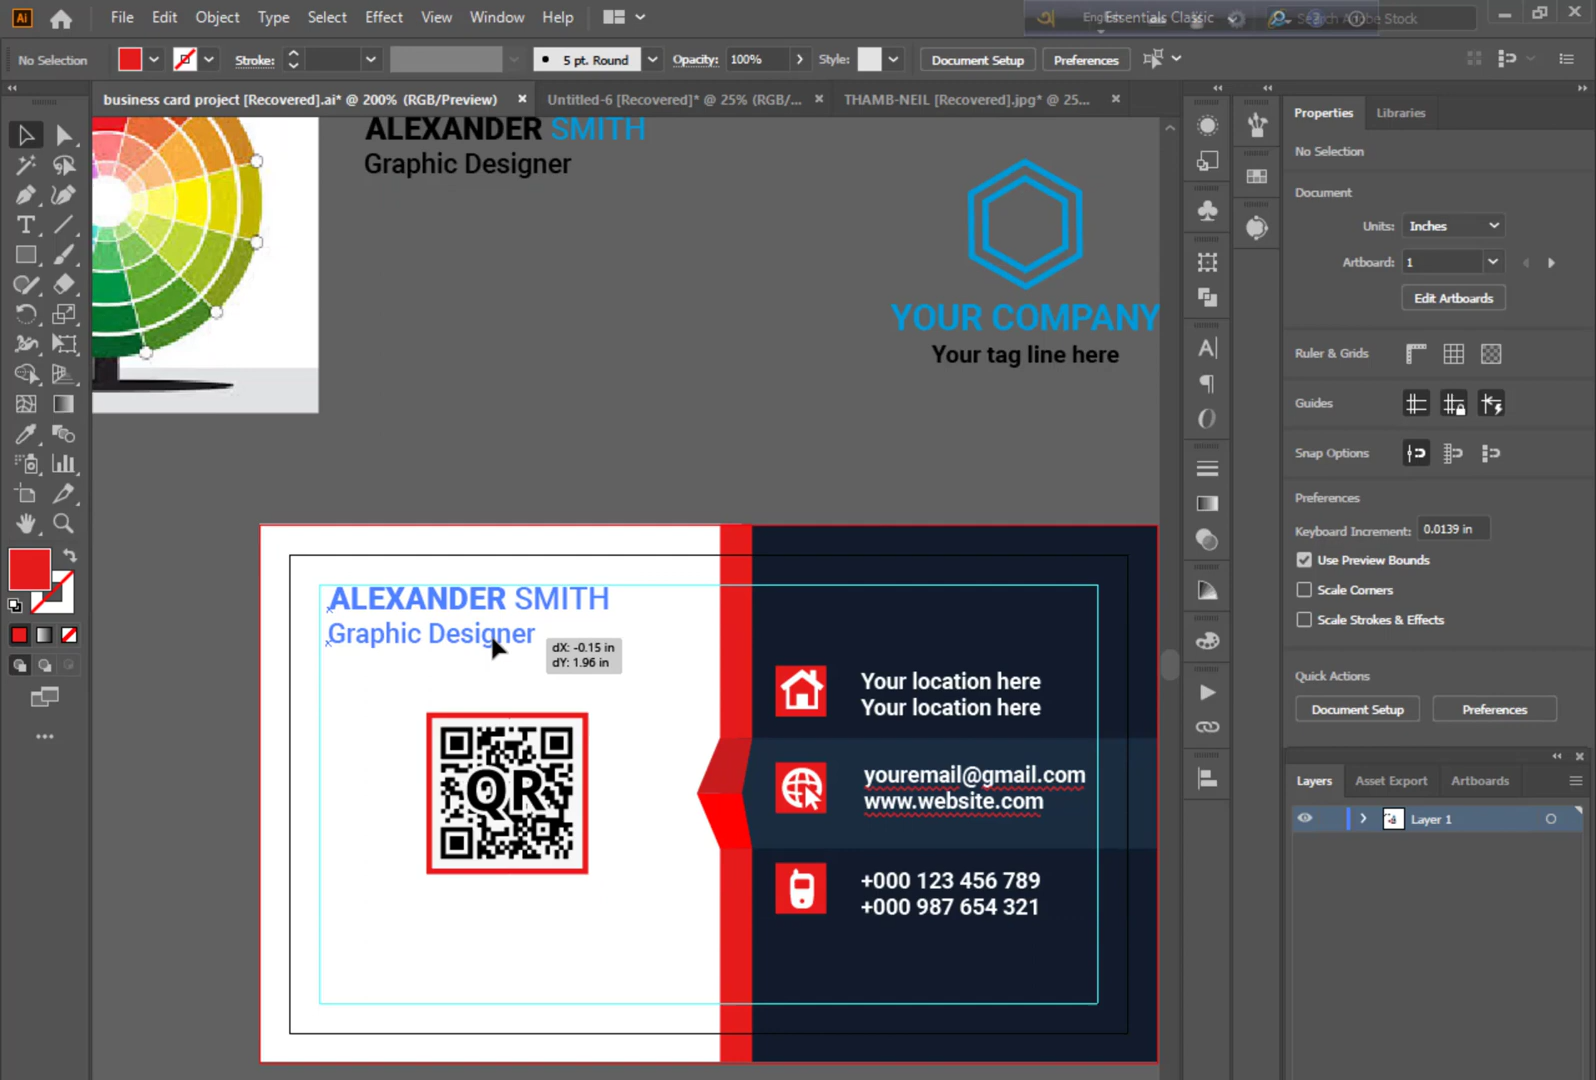 Ai File Edit Object Type Select Effect View Window Help Essentials Classic
No Selection Stroke: 5 pt. Round Opacity: 100% Style: Document Setup Preferences
business card project [Recovered].ai* @ 200% (RGB/Preview) Untitled-6 [Recovered]* @ 25% (RGB/... THAMB-NEIL [Recovered].jpg* @ 25...
ALEXANDER SMITH
Graphic Designer
YOUR COMPANY
Your tag line here
ALEXANDER SMITH
Graphic Designer
dX: -0.15 in
dY: 1.96 in
QR
Your location here
Your location here
youremail@gmail.com
www.website.com
+000 123 456 789
+000 987 654 321
Properties Libraries
No Selection
Document
Units: Inches
Artboard: 1
Edit Artboards
Ruler & Grids
Guides
Snap Options
Preferences
Keyboard Increment: 0.0139 in
Use Preview Bounds
Scale Corners
Scale Strokes & Effects
Quick Actions
Document Setup Preferences
Layers Asset Export Artboards
Layer 1